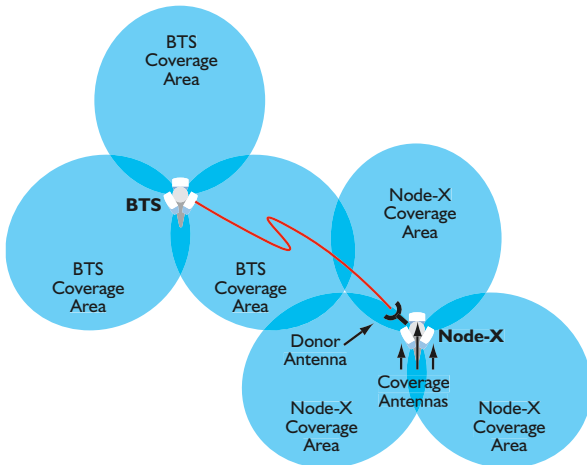 BTS
Coverage
Area
BTS
Node-X
Coverage
Area
BTS
Coverage
Area
BTS
Coverage
Area
Donor
Antenna
Node-X
Coverage
Antennas
Node-X
Coverage
Area
Node-X
Coverage
Area